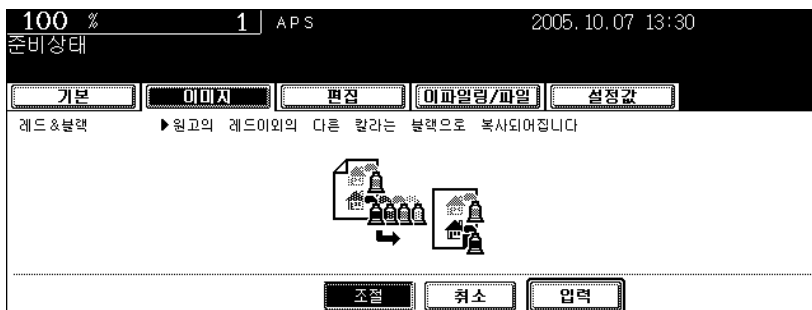 100 % 1 APS 2005.10.07 13:30
준비상태
기본 이미지 편집 이파일링/파일 설정값
레드&블랙 ▶원고의 레드이외의 다른 칼라는 블랙으로 복사되어집니다
조절 취소 입력